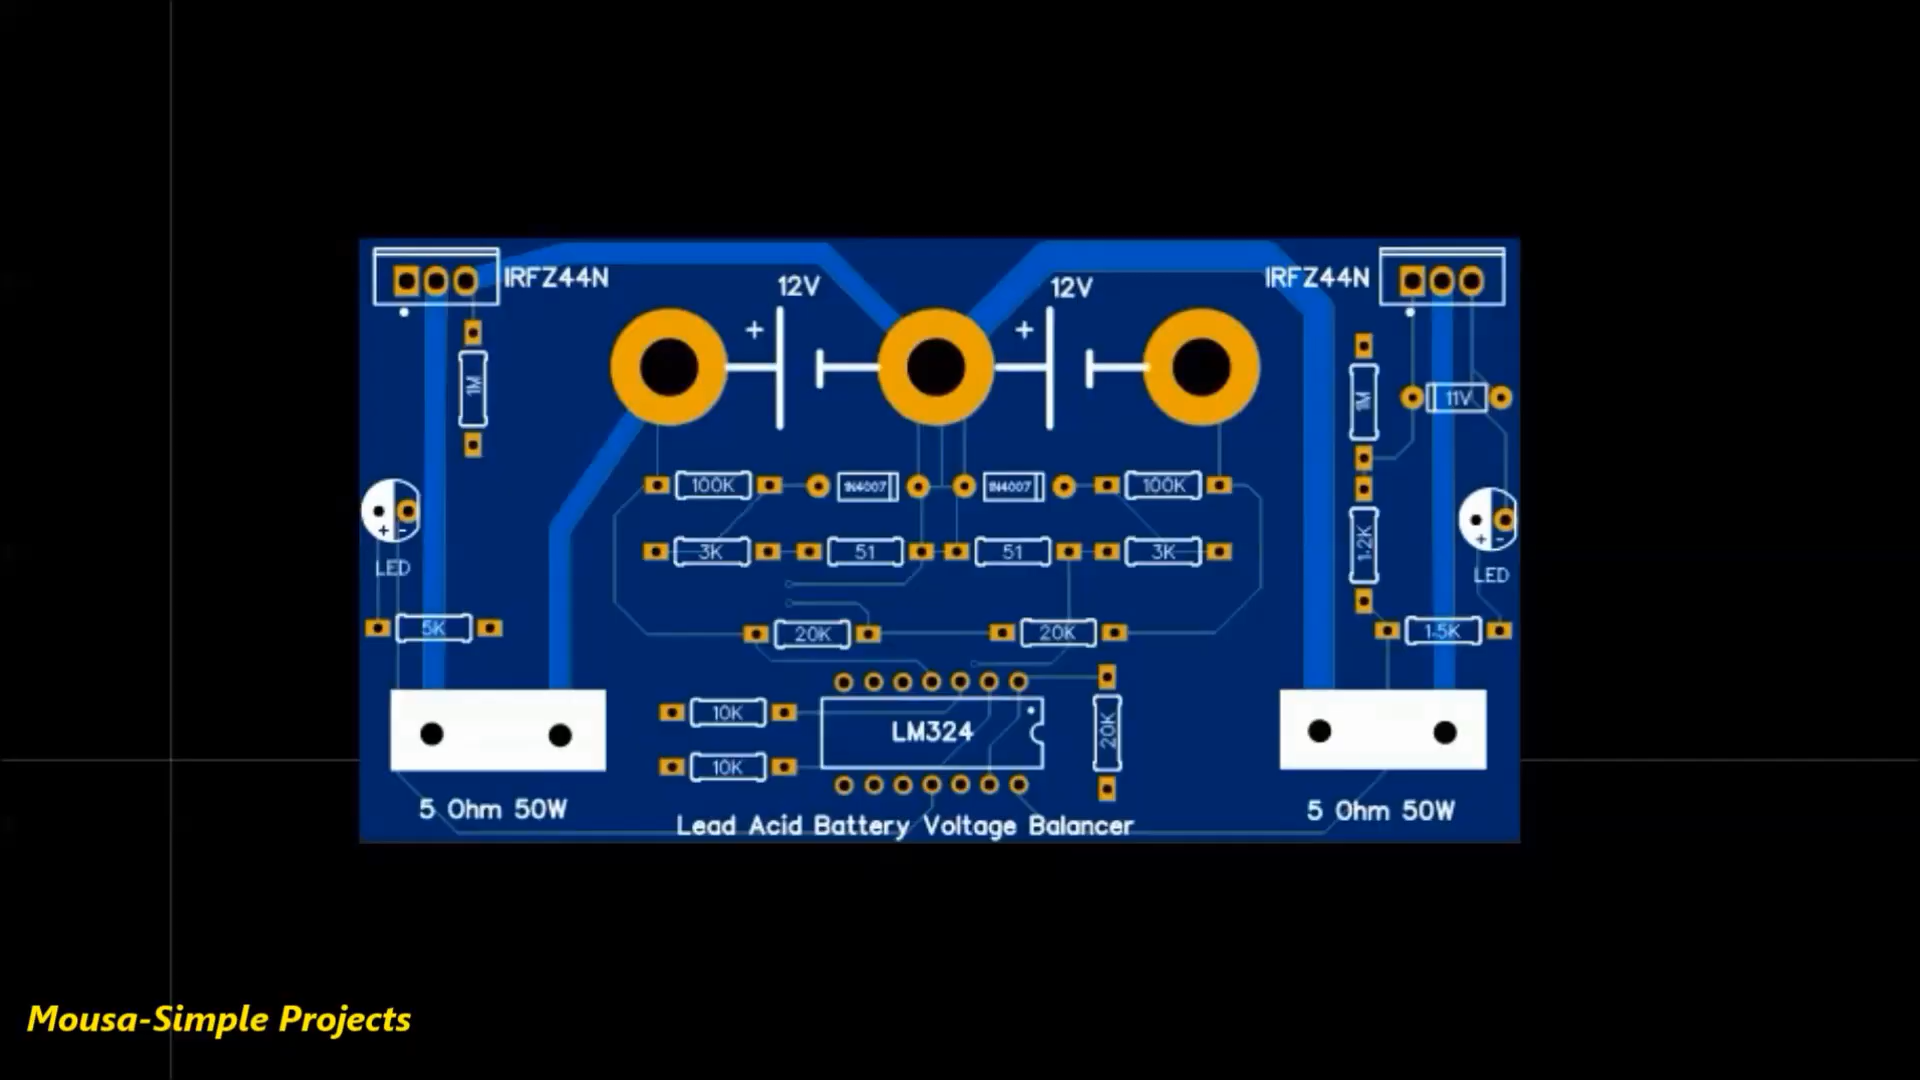 IRFZ44N
12V
12V
IRFZ44N
+
+
1M
1M
11V
100K
1N4007
1N4007
100K
+ -
LED
3K
51
51
3K
1.2K
+ -
LED
5K
20K
20K
1.5K
10K
LM324
20K
10K
5 Ohm 50W
5 Ohm 50W
Lead Acid Battery Voltage Balancer
Mousa-Simple Projects